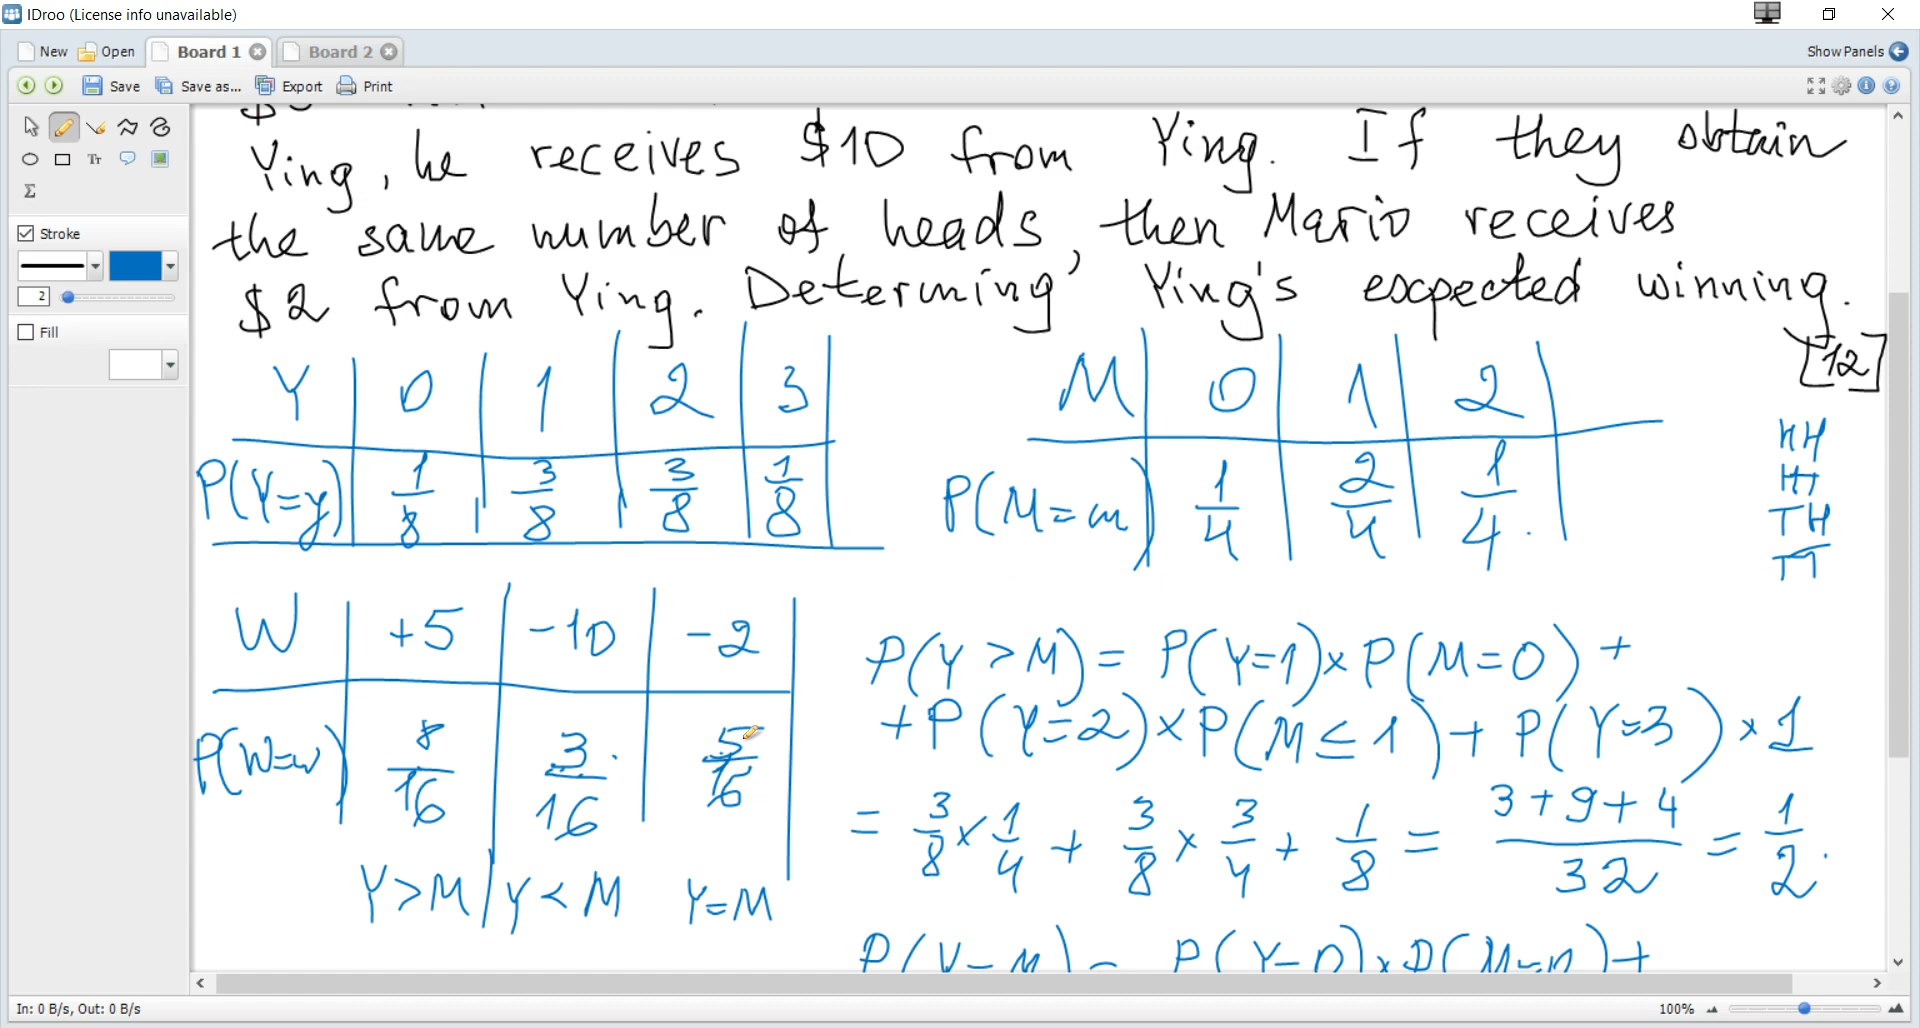 IDroo (License info unavailable)
New Open Board 1 Board 2 Show Panels
Save Save as... Export Print
Ying, he receives $10 from Ying. If they obtain
the same number of heads, then Mario receives
$2 from Ying. Determining Ying's expected winning.
[12]
Stroke
2
Fill
Y 0 1 2 3
P(Y=y) 1/8 3/8 3/8 1/8
M 0 1 2
P(M=m) 1/4 2/4 1/4.
HH
HT
TH
TT
W +5 -10 -2
P(W=w) 8/16 3/16. 5/16
Y>M Y<M Y=M
P(Y>M) = P(Y=1)×P(M=0) +
+P(Y=2)×P(M≤1)+P(Y=3)×1
= 3/8 × 1/4 + 3/8 × 3/4 + 1/8 = (3+9+4)/32 = 1/2.
P(Y=M) = P(Y=0)×P(M=0)+
In: 0 B/s, Out: 0 B/s 100%